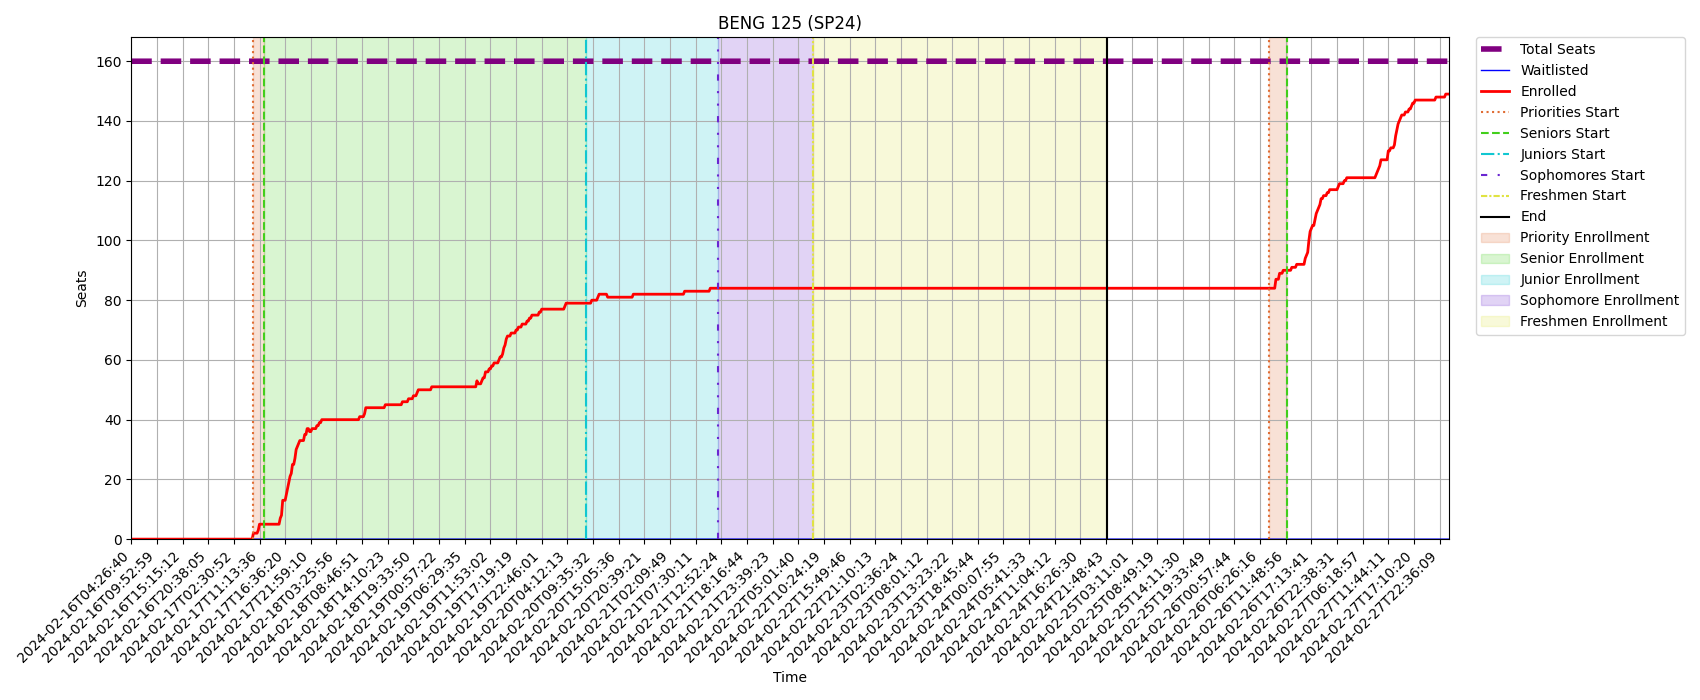 BENG 125 (SP24)
Seats
160
140
120
100
80
60
40
20
0
2024-02-16T04:26:40
2024-02-16T09:52:59
2024-02-16T15:15:12
2024-02-16T20:38:05
2024-02-17T02:30:52
2024-02-17T11:13:36
2024-02-17T16:36:20
2024-02-17T21:59:10
2024-02-18T03:25:56
2024-02-18T08:46:51
2024-02-18T14:10:23
2024-02-18T19:33:50
2024-02-19T00:57:22
2024-02-19T06:29:35
2024-02-19T11:53:02
2024-02-19T17:19:19
2024-02-19T22:46:01
2024-02-20T04:12:13
2024-02-20T09:35:32
2024-02-20T15:05:36
2024-02-20T20:39:21
2024-02-21T02:09:49
2024-02-21T07:30:11
2024-02-21T12:52:24
2024-02-21T18:16:44
2024-02-21T23:39:23
2024-02-22T05:01:40
2024-02-22T10:24:19
2024-02-22T15:49:46
2024-02-22T21:10:13
2024-02-23T02:36:24
2024-02-23T08:01:12
2024-02-23T13:23:22
2024-02-23T18:45:44
2024-02-24T00:07:55
2024-02-24T05:41:33
2024-02-24T11:04:12
2024-02-24T16:26:30
2024-02-24T21:48:43
2024-02-25T03:11:01
2024-02-25T08:49:19
2024-02-25T14:11:30
2024-02-25T19:33:49
2024-02-26T00:57:44
2024-02-26T06:26:16
2024-02-26T11:48:56
2024-02-26T17:13:41
2024-02-26T22:38:31
2024-02-27T06:18:57
2024-02-27T11:44:11
2024-02-27T17:10:20
2024-02-27T22:36:09
Time
Total Seats
Waitlisted
Enrolled
Priorities Start
Seniors Start
Juniors Start
Sophomores Start
Freshmen Start
End
Priority Enrollment
Senior Enrollment
Junior Enrollment
Sophomore Enrollment
Freshmen Enrollment